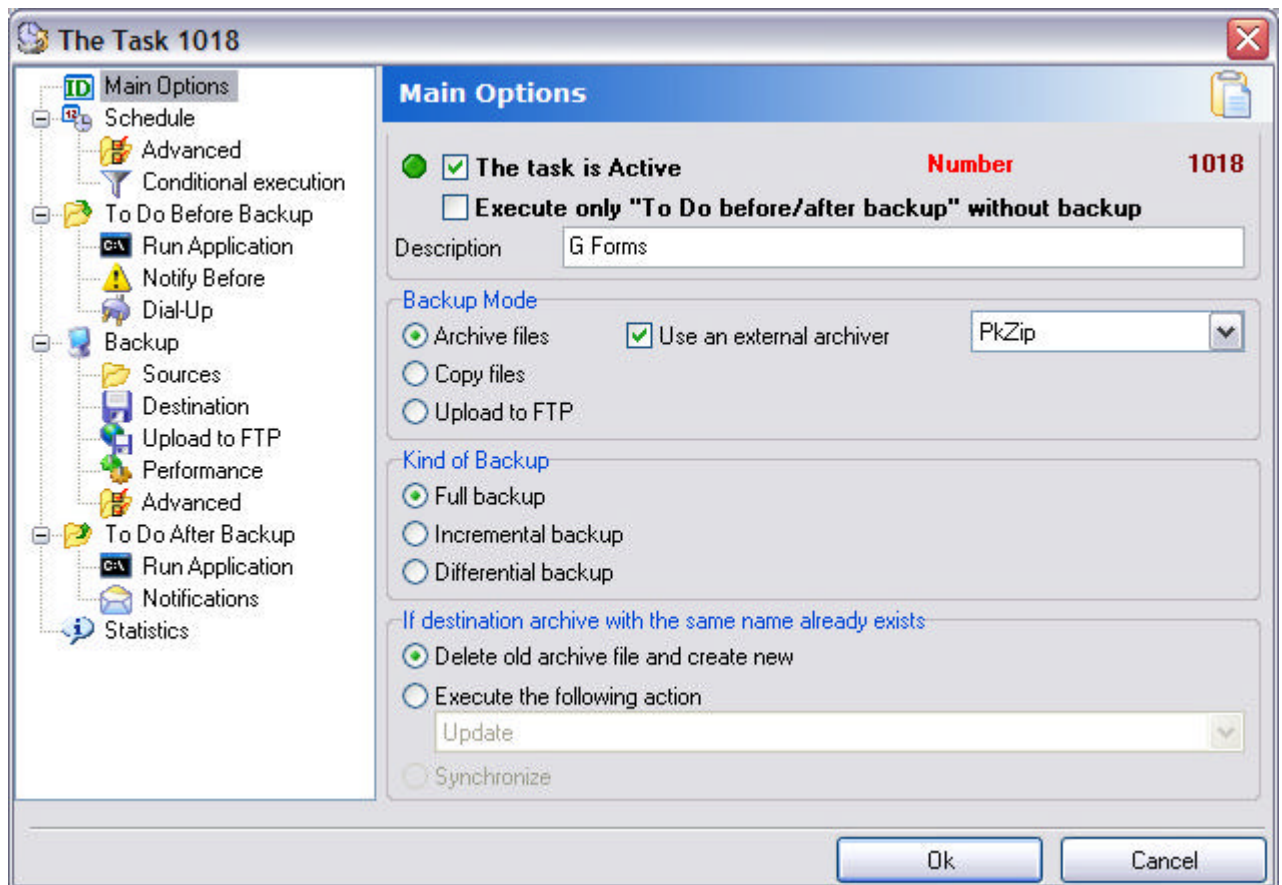 The Task 1018
ID Main Options
12 Schedule
Advanced
Conditional execution
To Do Before Backup
C:\ Run Application
Notify Before
Dial-Up
Backup
Sources
Destination
Upload to FTP
Performance
Advanced
To Do After Backup
C:\ Run Application
Notifications
Statistics
Main Options
The task is Active Number 1018
Execute only "To Do before/after backup" without backup
Description G Forms
Backup Mode
Archive files Use an external archiver PkZip
Copy files
Upload to FTP
Kind of Backup
Full backup
Incremental backup
Differential backup
If destination archive with the same name already exists
Delete old archive file and create new
Execute the following action
Update
Synchronize
Ok Cancel